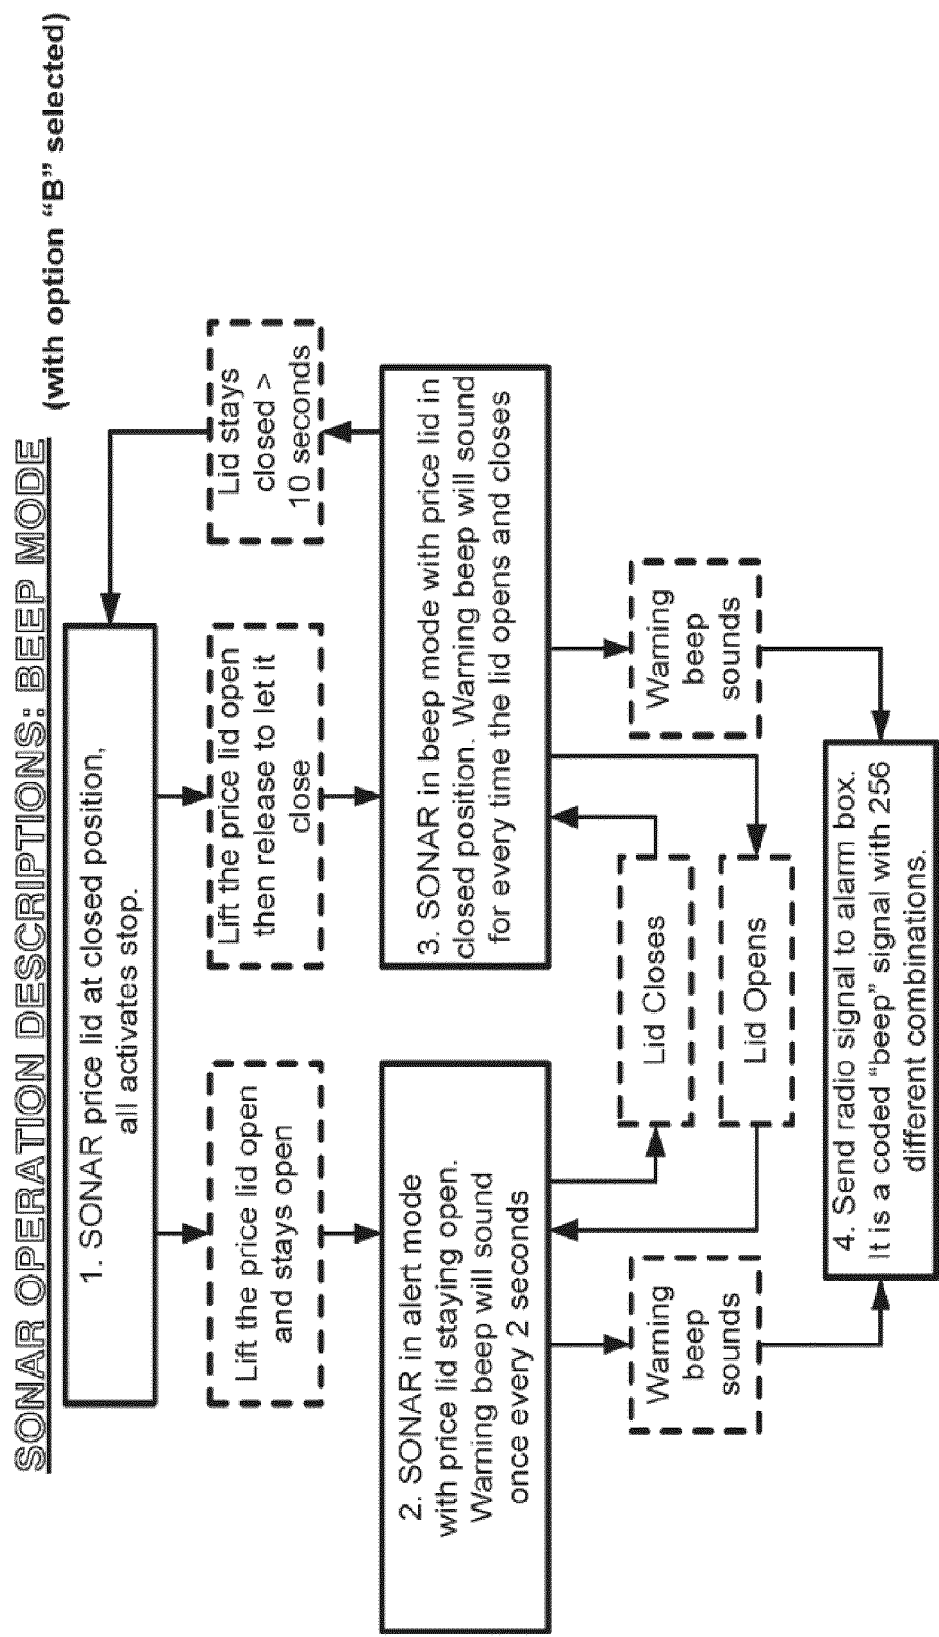 SONAR OPERATION DESCRIPTIONS: BEEP MODE
(with option “B” selected)
1. SONAR price lid at closed position,
all activates stop.
Lift the price lid open
and stays open
Lift the price lid open
then release to let it
close
Lid stays
closed >
10 seconds
2. SONAR in alert mode
with price lid staying open.
Warning beep will sound
once every 2 seconds
3. SONAR in beep mode with price lid in
closed position. Warning beep will sound
for every time the lid opens and closes
Lid Closes
Lid Opens
Warning
beep
sounds
Warning
beep
sounds
4. Send radio signal to alarm box.
It is a coded “beep” signal with 256
different combinations.